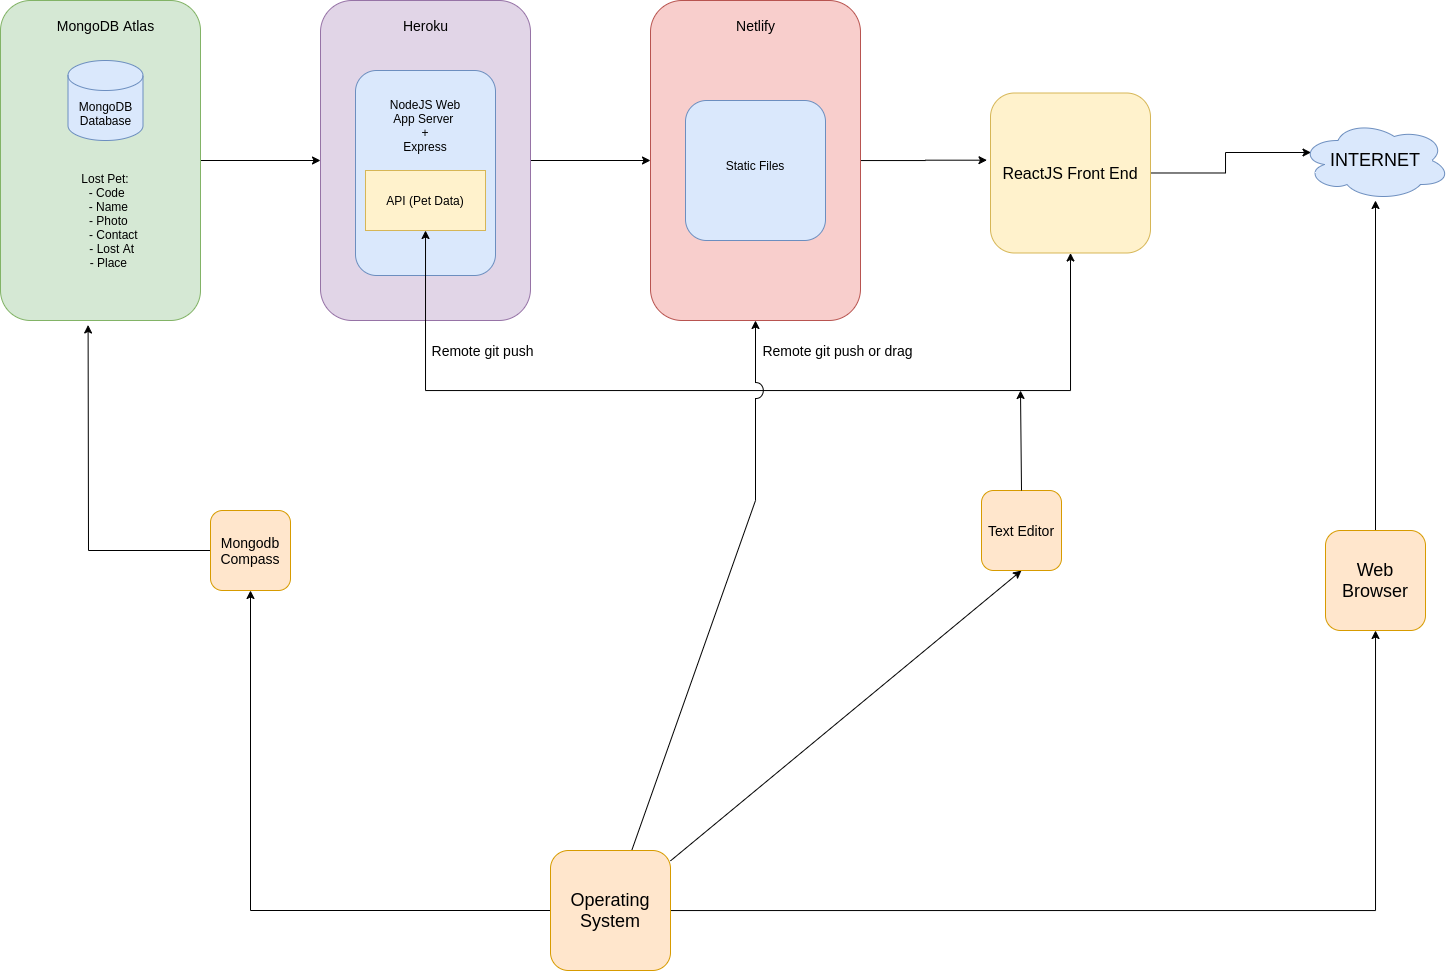 MongoDB Atlas
MongoDB
Database
Lost Pet:
- Code
- Name
- Photo
- Contact
- Lost At
- Place
Heroku
NodeJS Web
App Server
+
Express
API (Pet Data)
Netlify
Static Files
ReactJS Front End
INTERNET
Remote git push
Remote git push or drag
Mongodb
Compass
Text Editor
Web
Browser
Operating
System